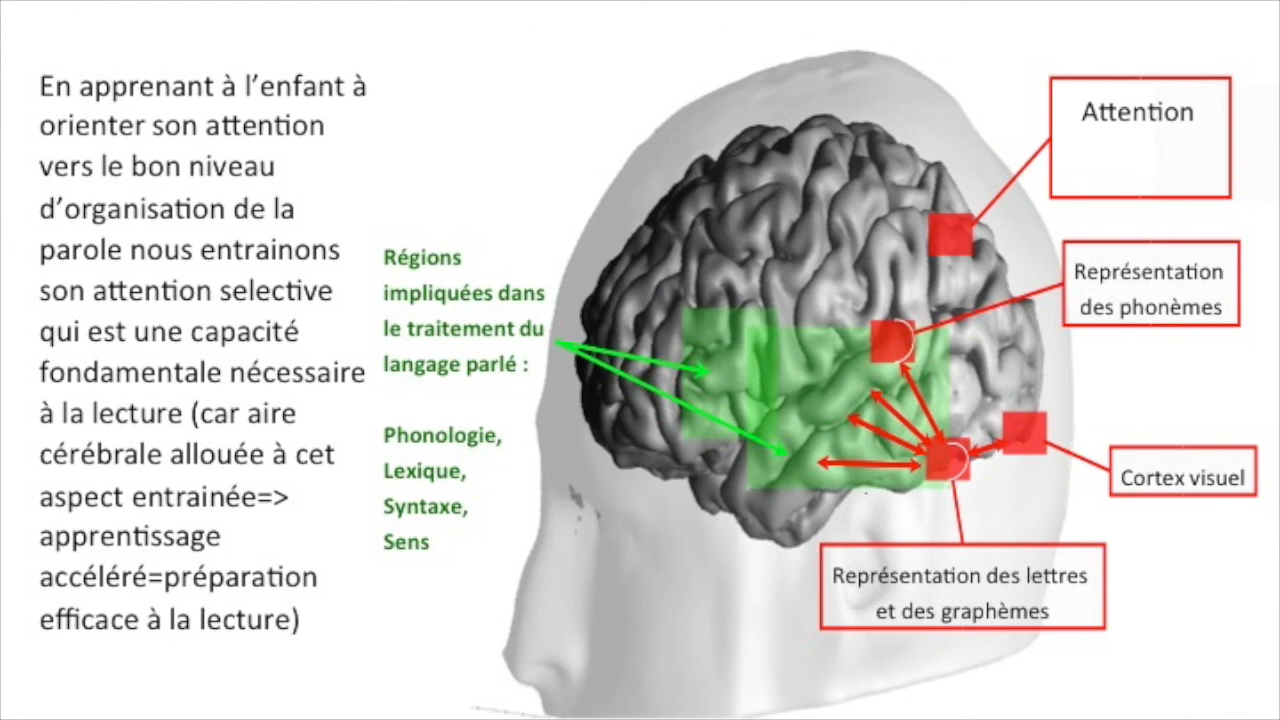 En apprenant à l’enfant à
orienter son attention
vers le bon niveau
d’organisation de la
parole nous entrainons
son attention selective
qui est une capacité
fondamentale nécessaire
à la lecture (car aire
cérébrale allouée à cet
aspect entrainée=>
apprentissage
accéléré=préparation
efficace à la lecture)
Régions
impliquées dans
le traitement du
langage parlé :
Phonologie,
Lexique,
Syntaxe,
Sens
Attention
Représentation
des phonèmes
Cortex visuel
Représentation des lettres
et des graphèmes